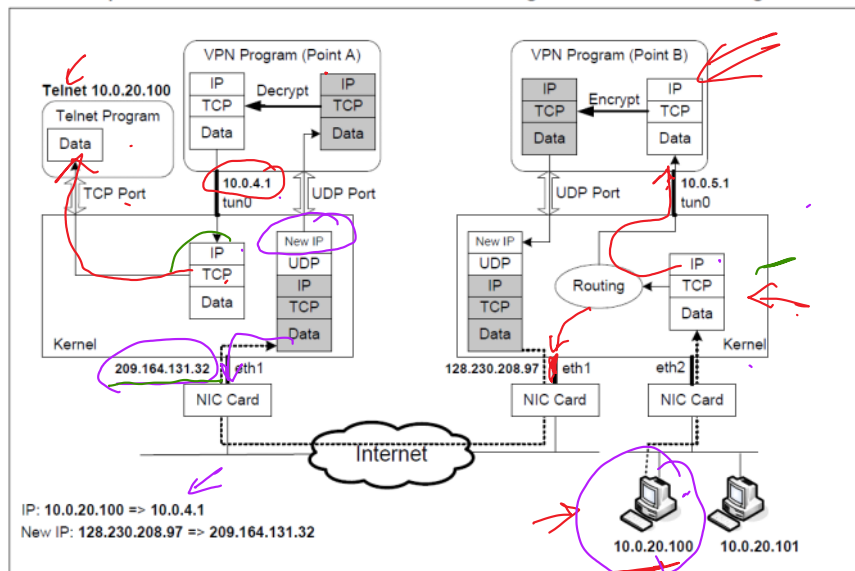 VPN Program (Point A)
VPN Program (Point B)
Telnet 10.0.20.100
Telnet Program
Data
IP
TCP
Data
Decrypt
IP
TCP
Data
IP
TCP
Data
Encrypt
IP
TCP
Data
TCP Port
10.0.4.1
tun0
UDP Port
UDP Port
10.0.5.1
tun0
IP
TCP
Data
New IP
UDP
IP
TCP
Data
New IP
UDP
IP
TCP
Data
Routing
IP
TCP
Data
Kernel
Kernel
209.164.131.32
eth1
128.230.208.97
eth1
eth2
NIC Card
NIC Card
NIC Card
Internet
IP: 10.0.20.100 => 10.0.4.1
New IP: 128.230.208.97 => 209.164.131.32
10.0.20.100
10.0.20.101